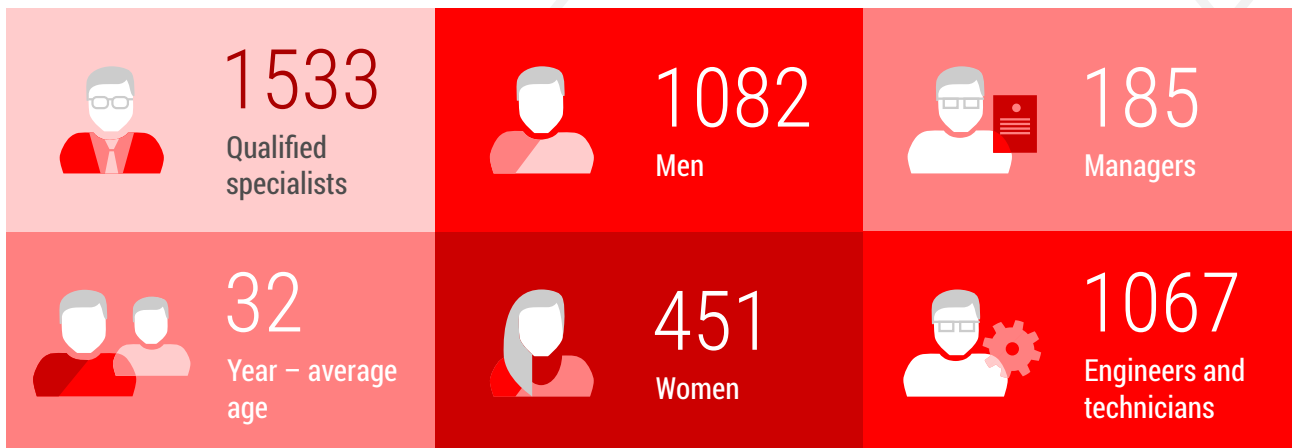 1533
Qualified
specialists
1082
Men
185
Managers
32
Year – average
age
451
Women
1067
Engineers and
technicians